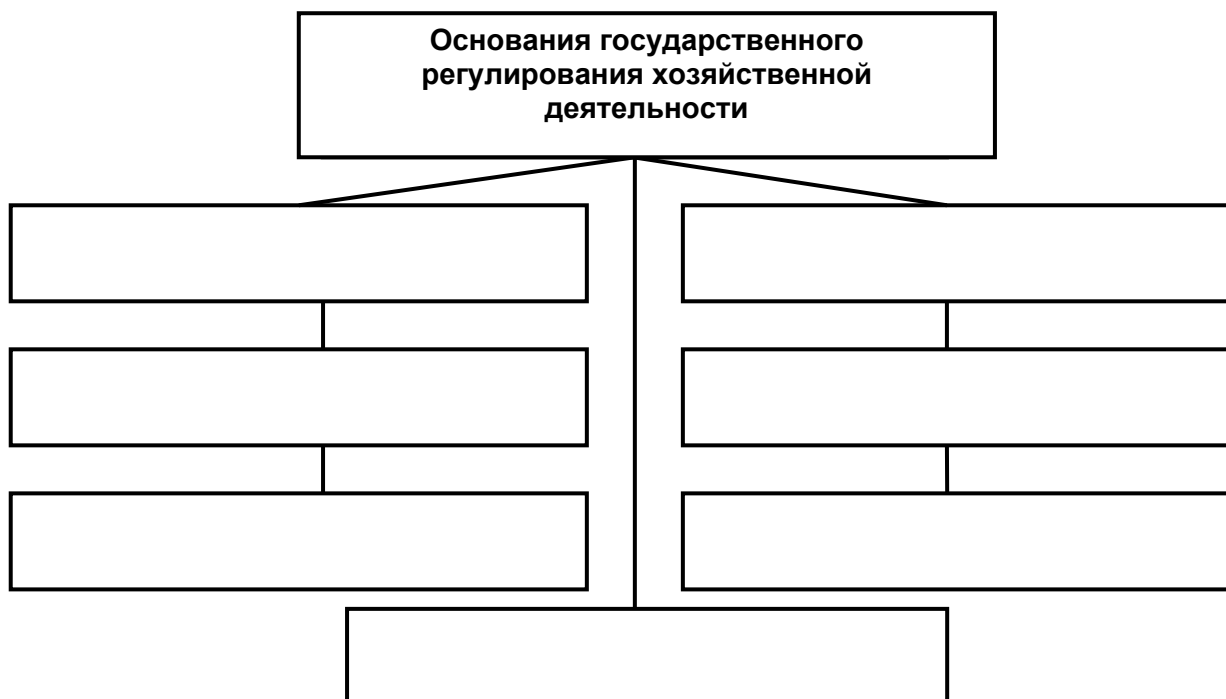 Основания государственного
регулирования хозяйственной
деятельности